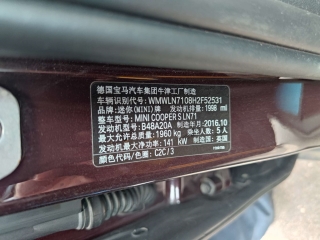 德国宝马汽车集团牛津工厂制造
车辆识别代号: WMWLN7108H2F52531
品牌: 迷你(MINI)牌 发动机排量: 1998 ml
整车型号: MINI COOPER S LN71
发动机型号: B48A20A 制造年月: 2016.10
最大允许总质量: 1960 kg 乘坐人数: 5 人
发动机最大净功率: 141 kW 制造国: 英国
颜色代号/颜色: C2C / 3